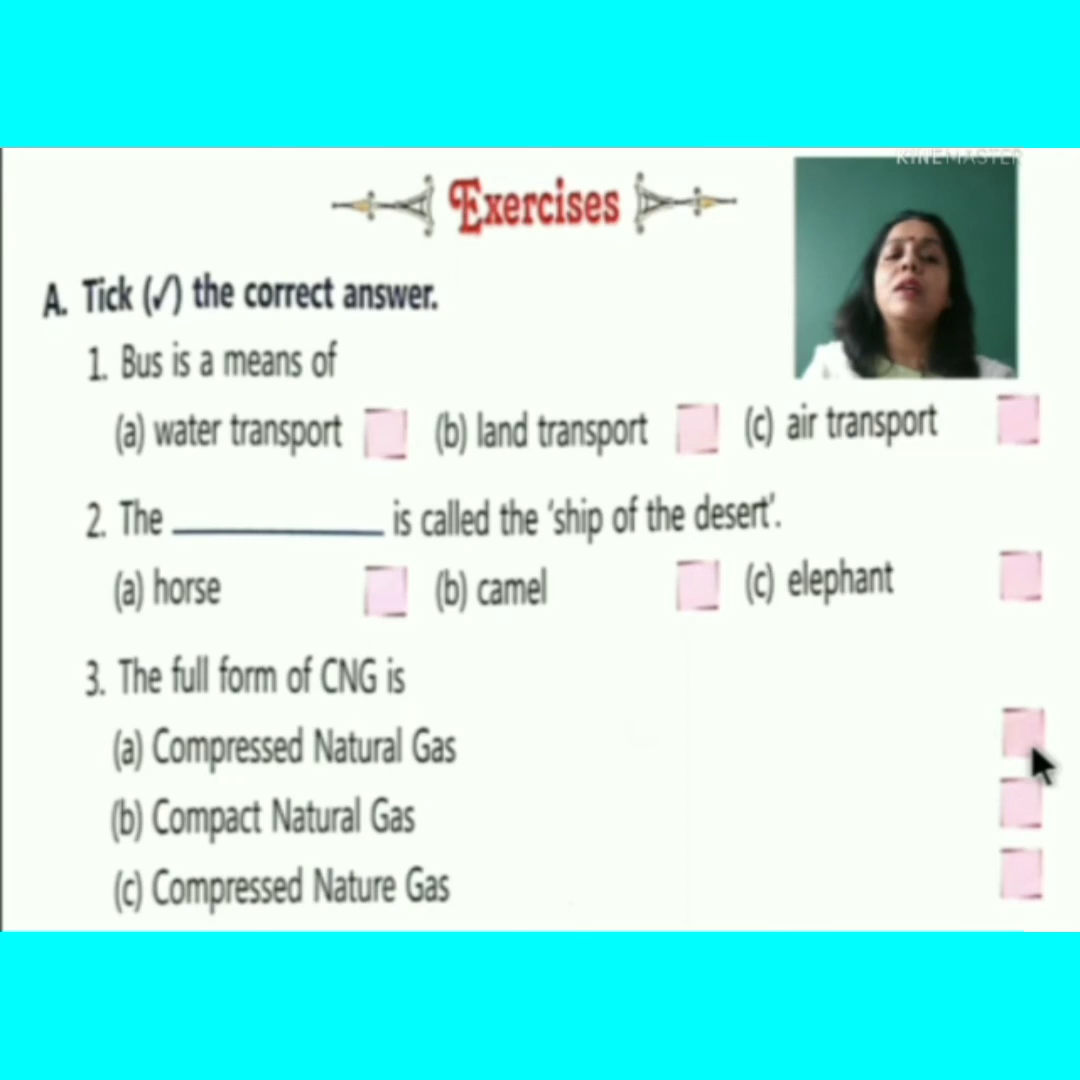 KINEMASTER
Exercises
A. Tick (✓) the correct answer.
1. Bus is a means of
(a) water transport (b) land transport (c) air transport
2. The ____________ is called the ‘ship of the desert’.
(a) horse (b) camel (c) elephant
3. The full form of CNG is
(a) Compressed Natural Gas
(b) Compact Natural Gas
(c) Compressed Nature Gas